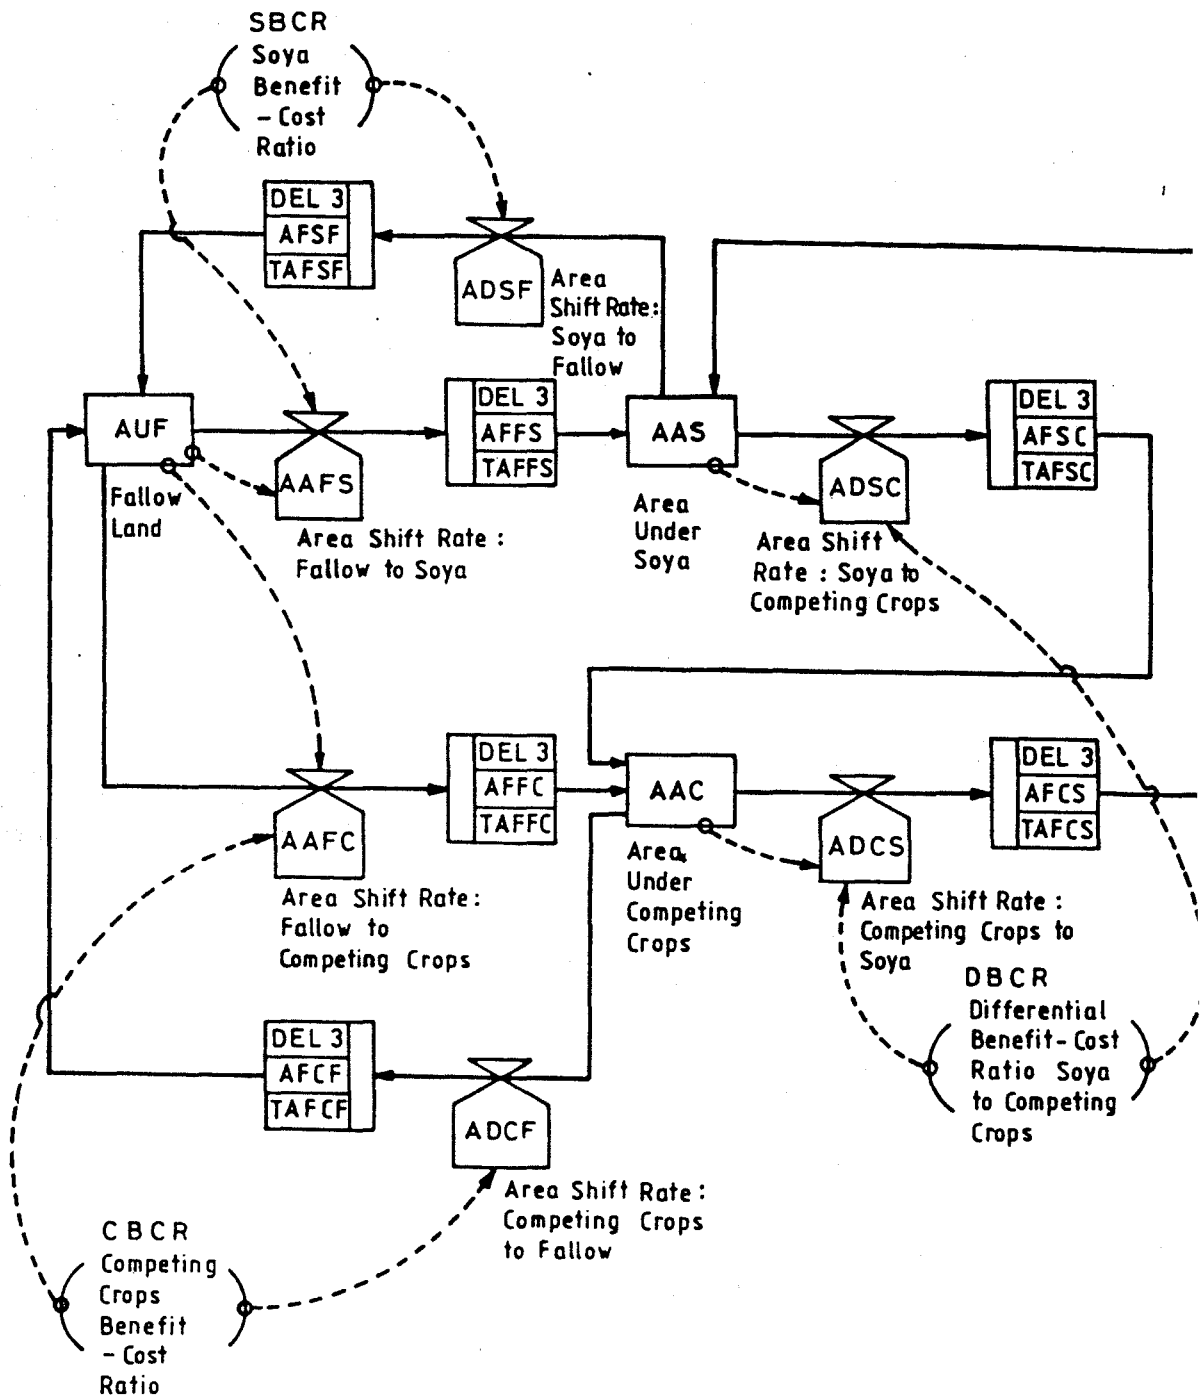 SBCR
Soya
Benefit
- Cost
Ratio
DEL 3
AFSF
TAFSF
ADSF
Area
Shift Rate:
Soya to
Fallow
AUF
Fallow
Land
AAFS
Area Shift Rate:
Fallow to Soya
DEL 3
AFFS
TAFFS
AAS
Area
Under
Soya
ADSC
Area Shift
Rate : Soya to
Competing Crops
DEL 3
AFSC
TAFSC
AAFC
Area Shift Rate:
Fallow to
Competing Crops
DEL 3
AFFC
TAFFC
AAC
Area
Under
Competing
Crops
ADCS
Area Shift Rate:
Competing Crops to
Soya
DEL 3
AFCS
TAFCS
DBCR
Differential
Benefit-Cost
Ratio Soya
to Competing
Crops
DEL 3
AFCF
TAFCF
ADCF
Area Shift Rate:
Competing Crops
to Fallow
CBCR
Competing
Crops
Benefit
- Cost
Ratio